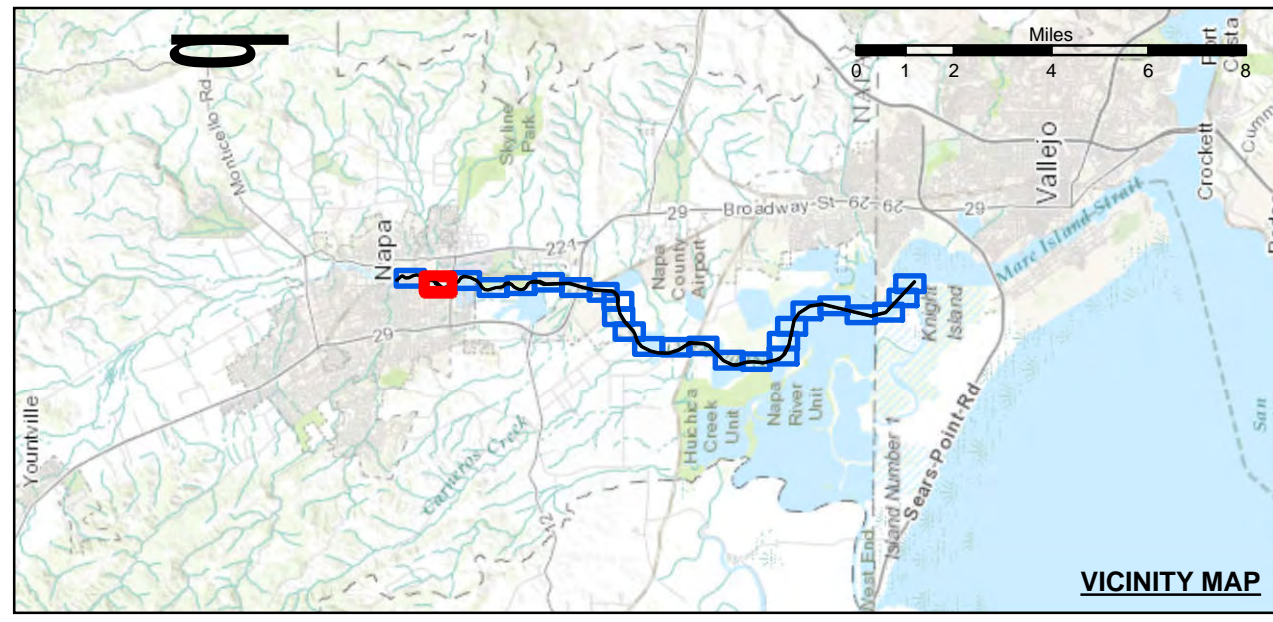 Miles
0 1 2 4 6 8
Port Costa
Crockett
Monticello-Rd
Skyline
Park
Vallejo
Napa
221
29
Broadway-St
29
29
29
Mare Island-Strait
Napa
County
Airport
Knight
Island
29
Huichica
Creek
Unit
Napa
River
Unit
Sears-Point-Rd
San
Yountville
Carneros-Creek
Island Number 1
West End
VICINITY MAP